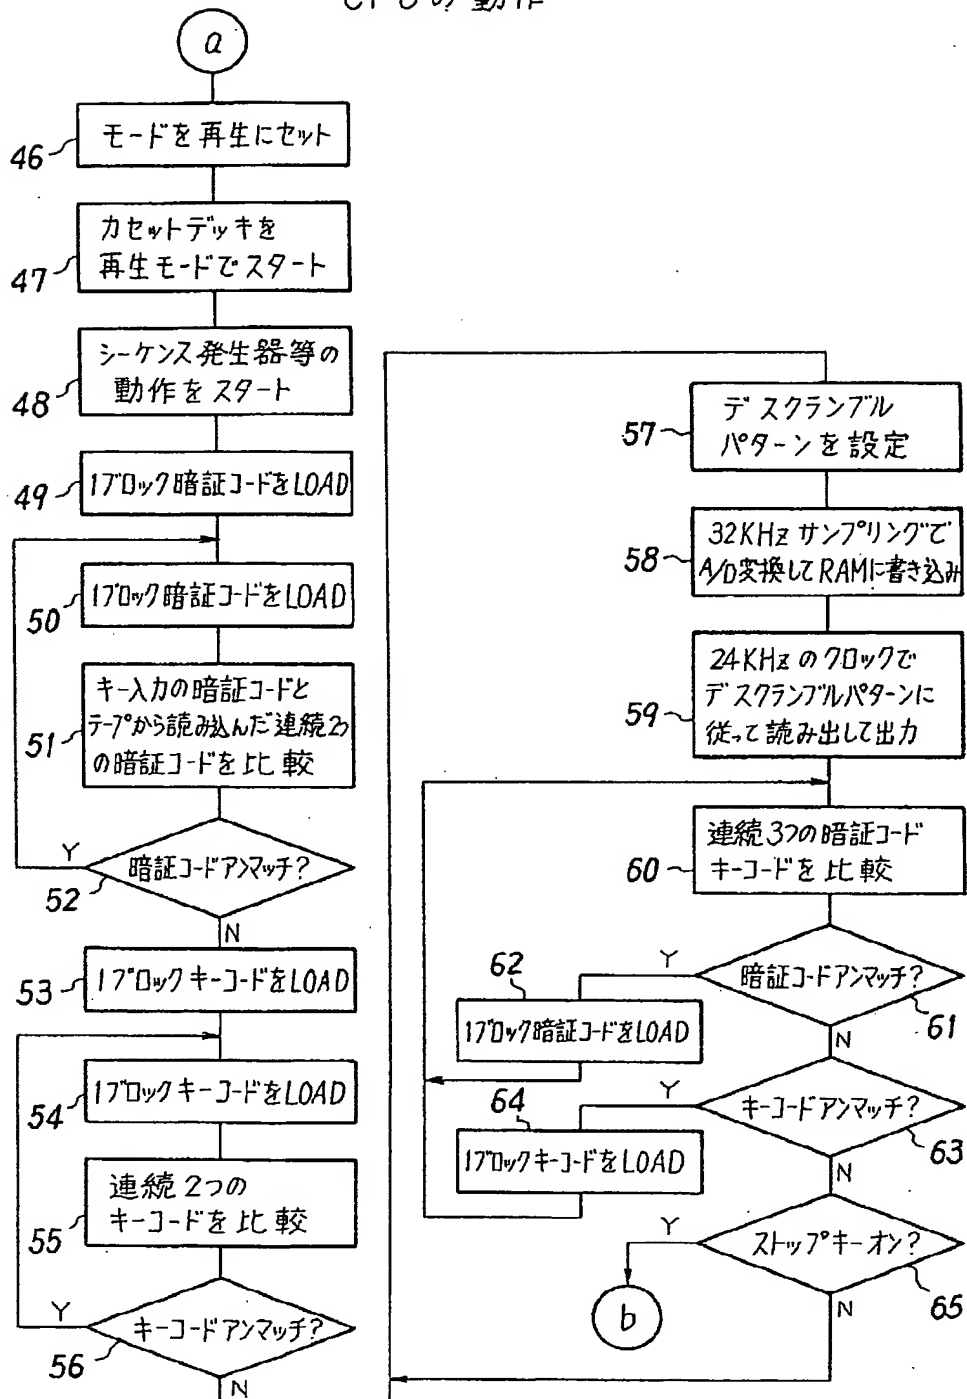 CPUの動作
a
モードを再生にセット
46
カセットデッキを
再生モードでスタート
47
シーケンス発生器等の
動作をスタート
48
1ブロック暗証コードをLOAD
49
1ブロック暗証コードをLOAD
50
キー入力の暗証コードと
テープから読み込んだ連続2つ
の暗証コードを比較
51
暗証コードアンマッチ?
Y
52
N
1ブロックキーコードをLOAD
53
1ブロックキーコードをLOAD
54
連続2つの
キーコードを比較
55
キーコードアンマッチ?
Y
56
N
デスクランブル
パターンを設定
57
32KHzサンプリングで
A/D変換してRAMに書き込み
58
24KHzのクロックで
デスクランブルパターンに
従って読み出して出力
59
連続3つの暗証コード
キーコードを比較
60
暗証コードアンマッチ?
Y
61
N
62
1ブロック暗証コードをLOAD
キーコードアンマッチ?
Y
63
N
64
1ブロックキーコードをLOAD
ストップキーオン?
Y
65
N
b